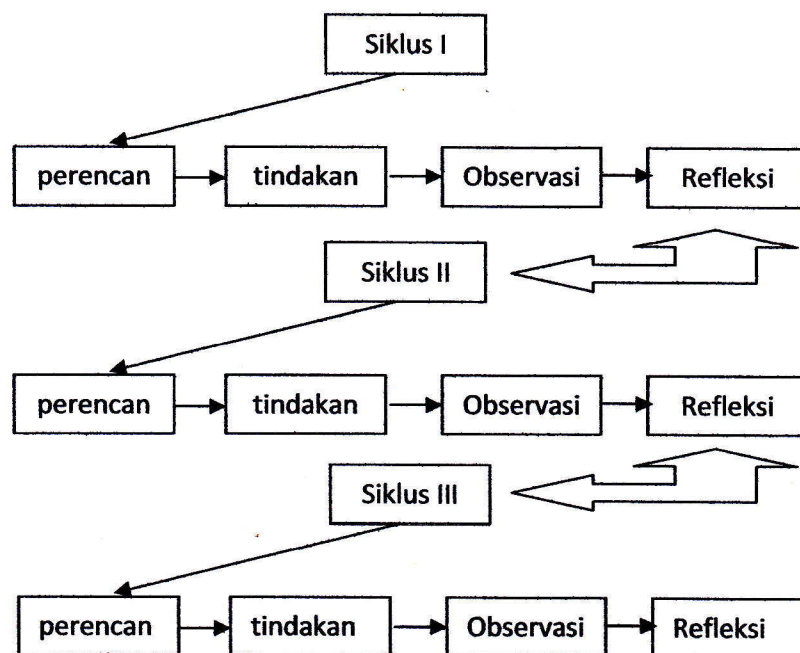 Siklus I
perencan
tindakan
Observasi
Refleksi
Siklus II
perencan
tindakan
Observasi
Refleksi
Siklus III
perencan
tindakan
Observasi
Refleksi